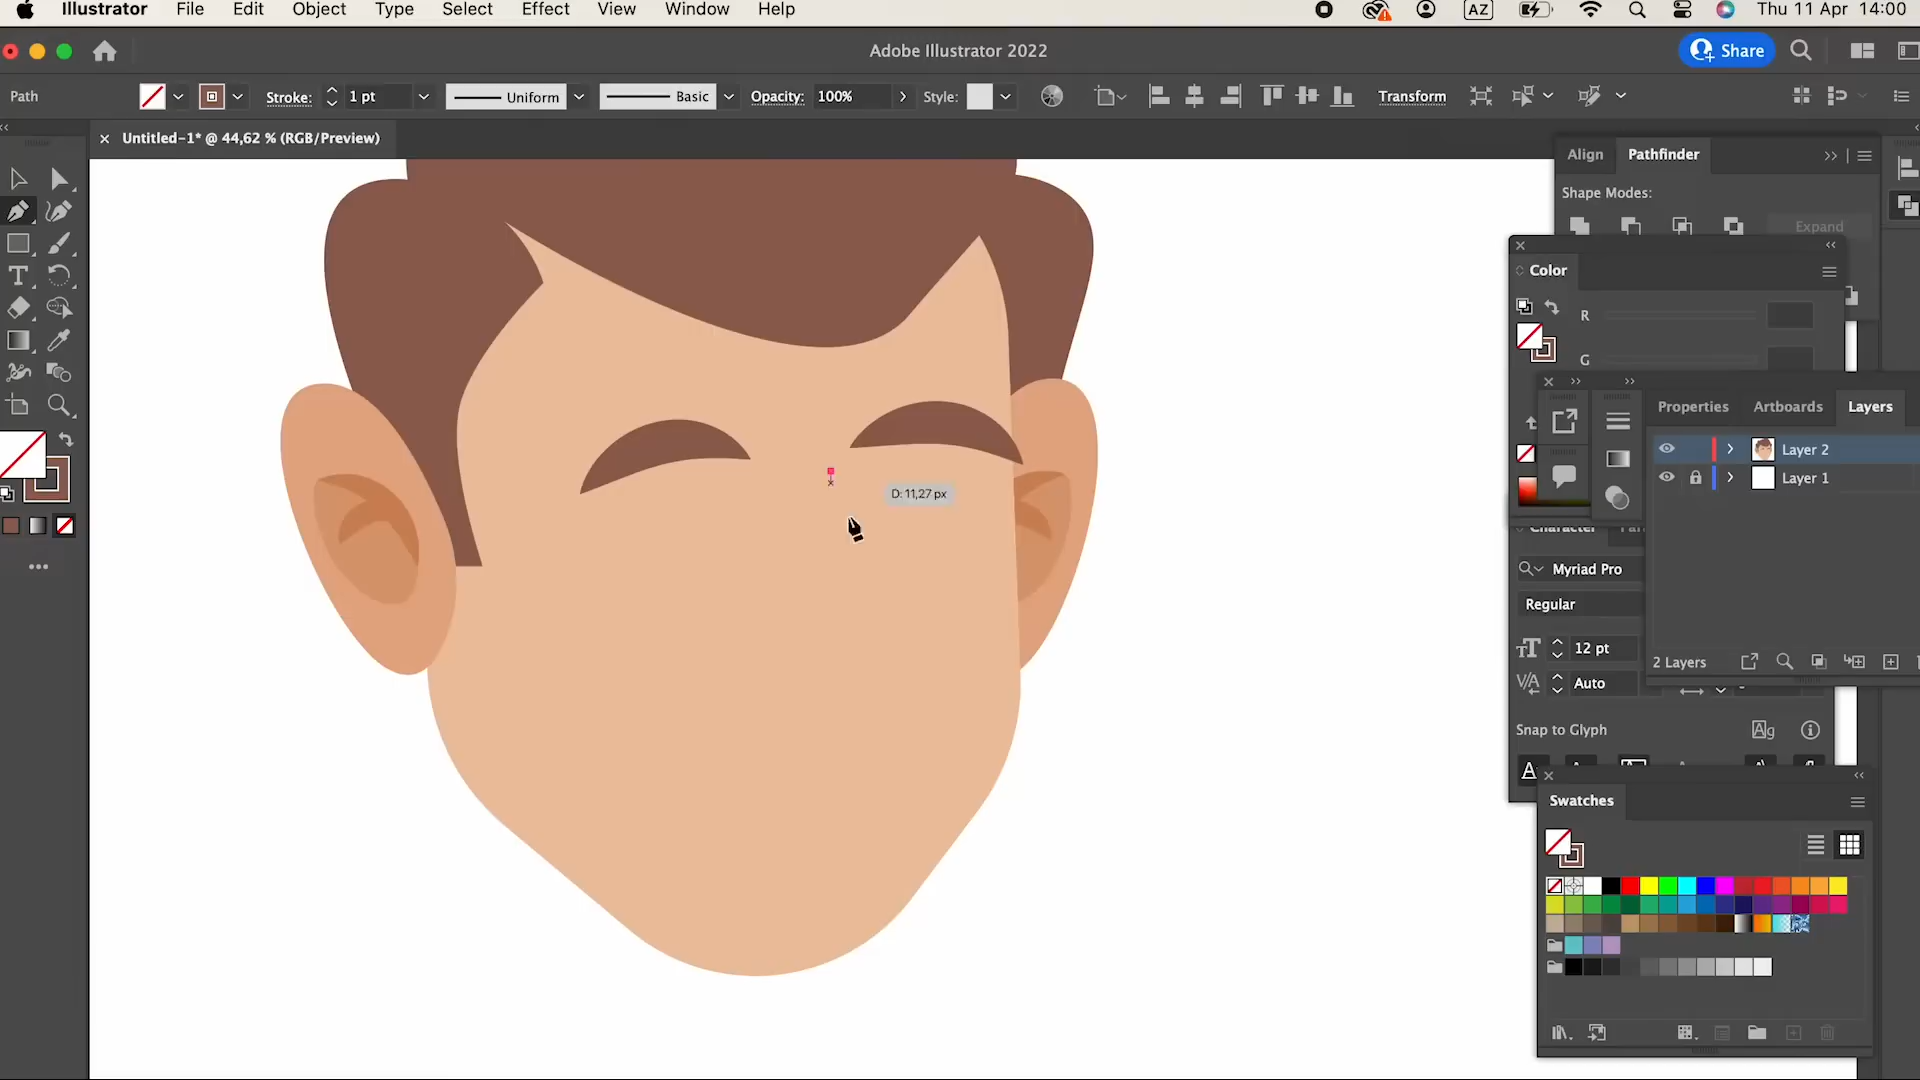 Illustrator File Edit Object Type Select Effect View Window Help AZ Thu 11 Apr 14:00
Adobe Illustrator 2022 Share
Path Stroke: 1 pt Uniform Basic Opacity: 100% Style: Transform
Untitled-1* @ 44,62 % (RGB/Preview)
Align Pathfinder
Shape Modes:
Expand
Color
R
G
Properties Artboards Layers
Layer 2
Layer 1
D: 11,27 px
Character
Myriad Pro
Regular
12 pt
2 Layers
Auto
Snap to Glyph
Swatches